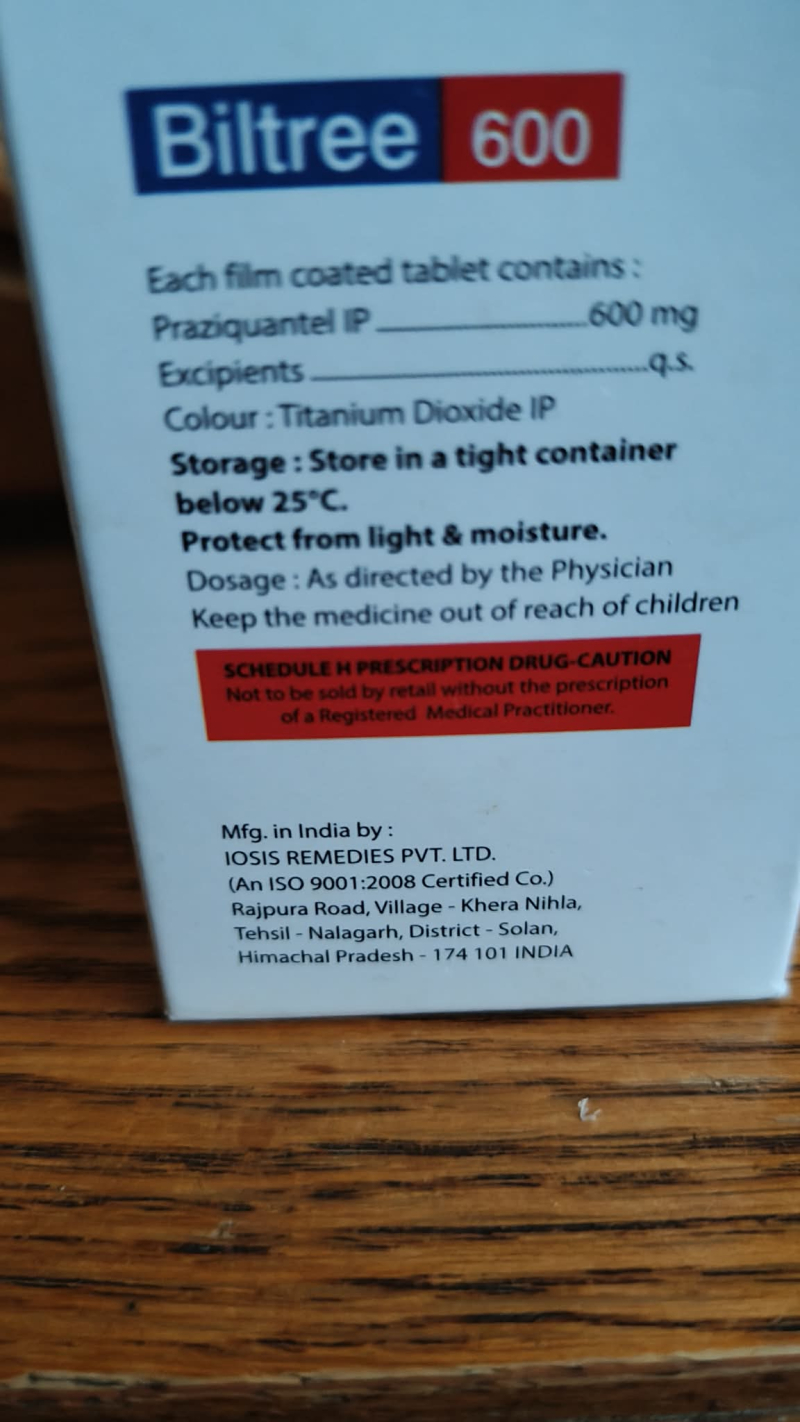 Biltree 600
Each film coated tablet contains :
Praziquantel IP ........................600 mg
Excipients ........................q.s.
Colour : Titanium Dioxide IP
Storage : Store in a tight container
below 25°C.
Protect from light & moisture.
Dosage : As directed by the Physician
Keep the medicine out of reach of children
SCHEDULE H PRESCRIPTION DRUG-CAUTION
Not to be sold by retail without the prescription
of a Registered Medical Practitioner.
Mfg. in India by :
IOSIS REMEDIES PVT. LTD.
(An ISO 9001:2008 Certified Co.)
Rajpura Road, Village - Khera Nihla,
Tehsil - Nalagarh, District - Solan,
Himachal Pradesh - 174 101 INDIA